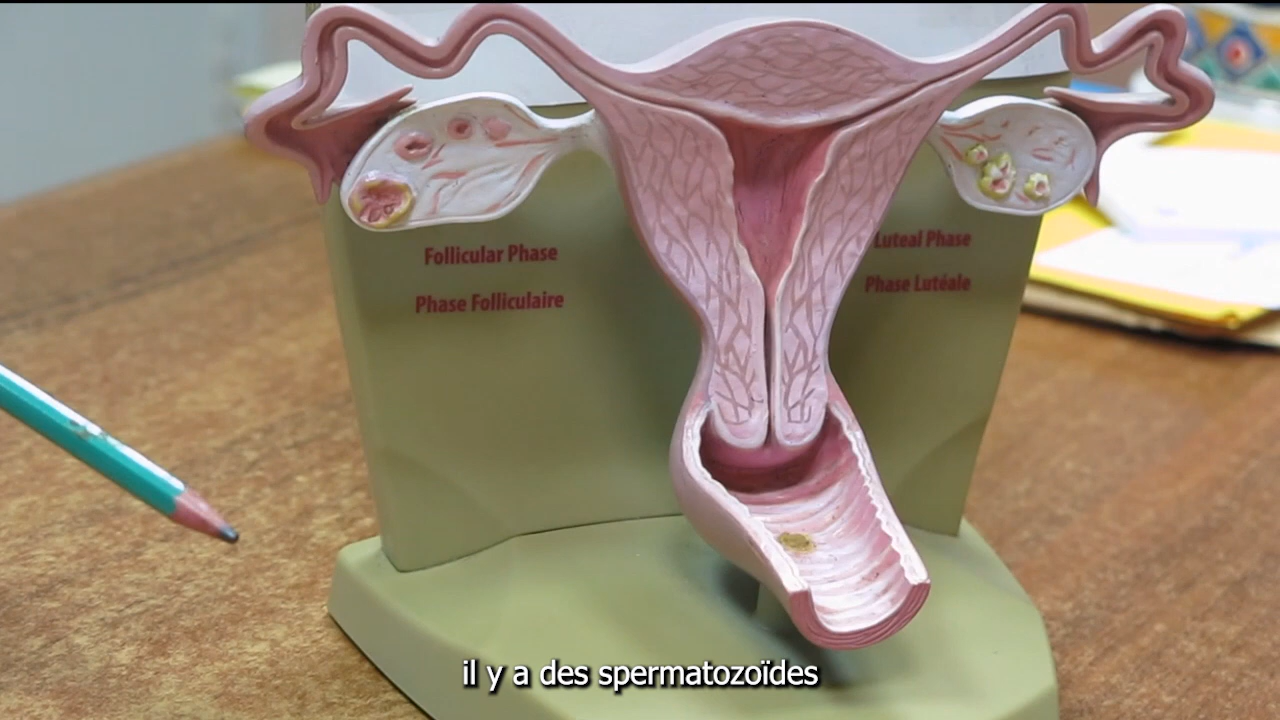 Follicular Phase
Phase Folliculaire
Luteal Phase
Phase Lutéale
il y a des spermatozoïdes